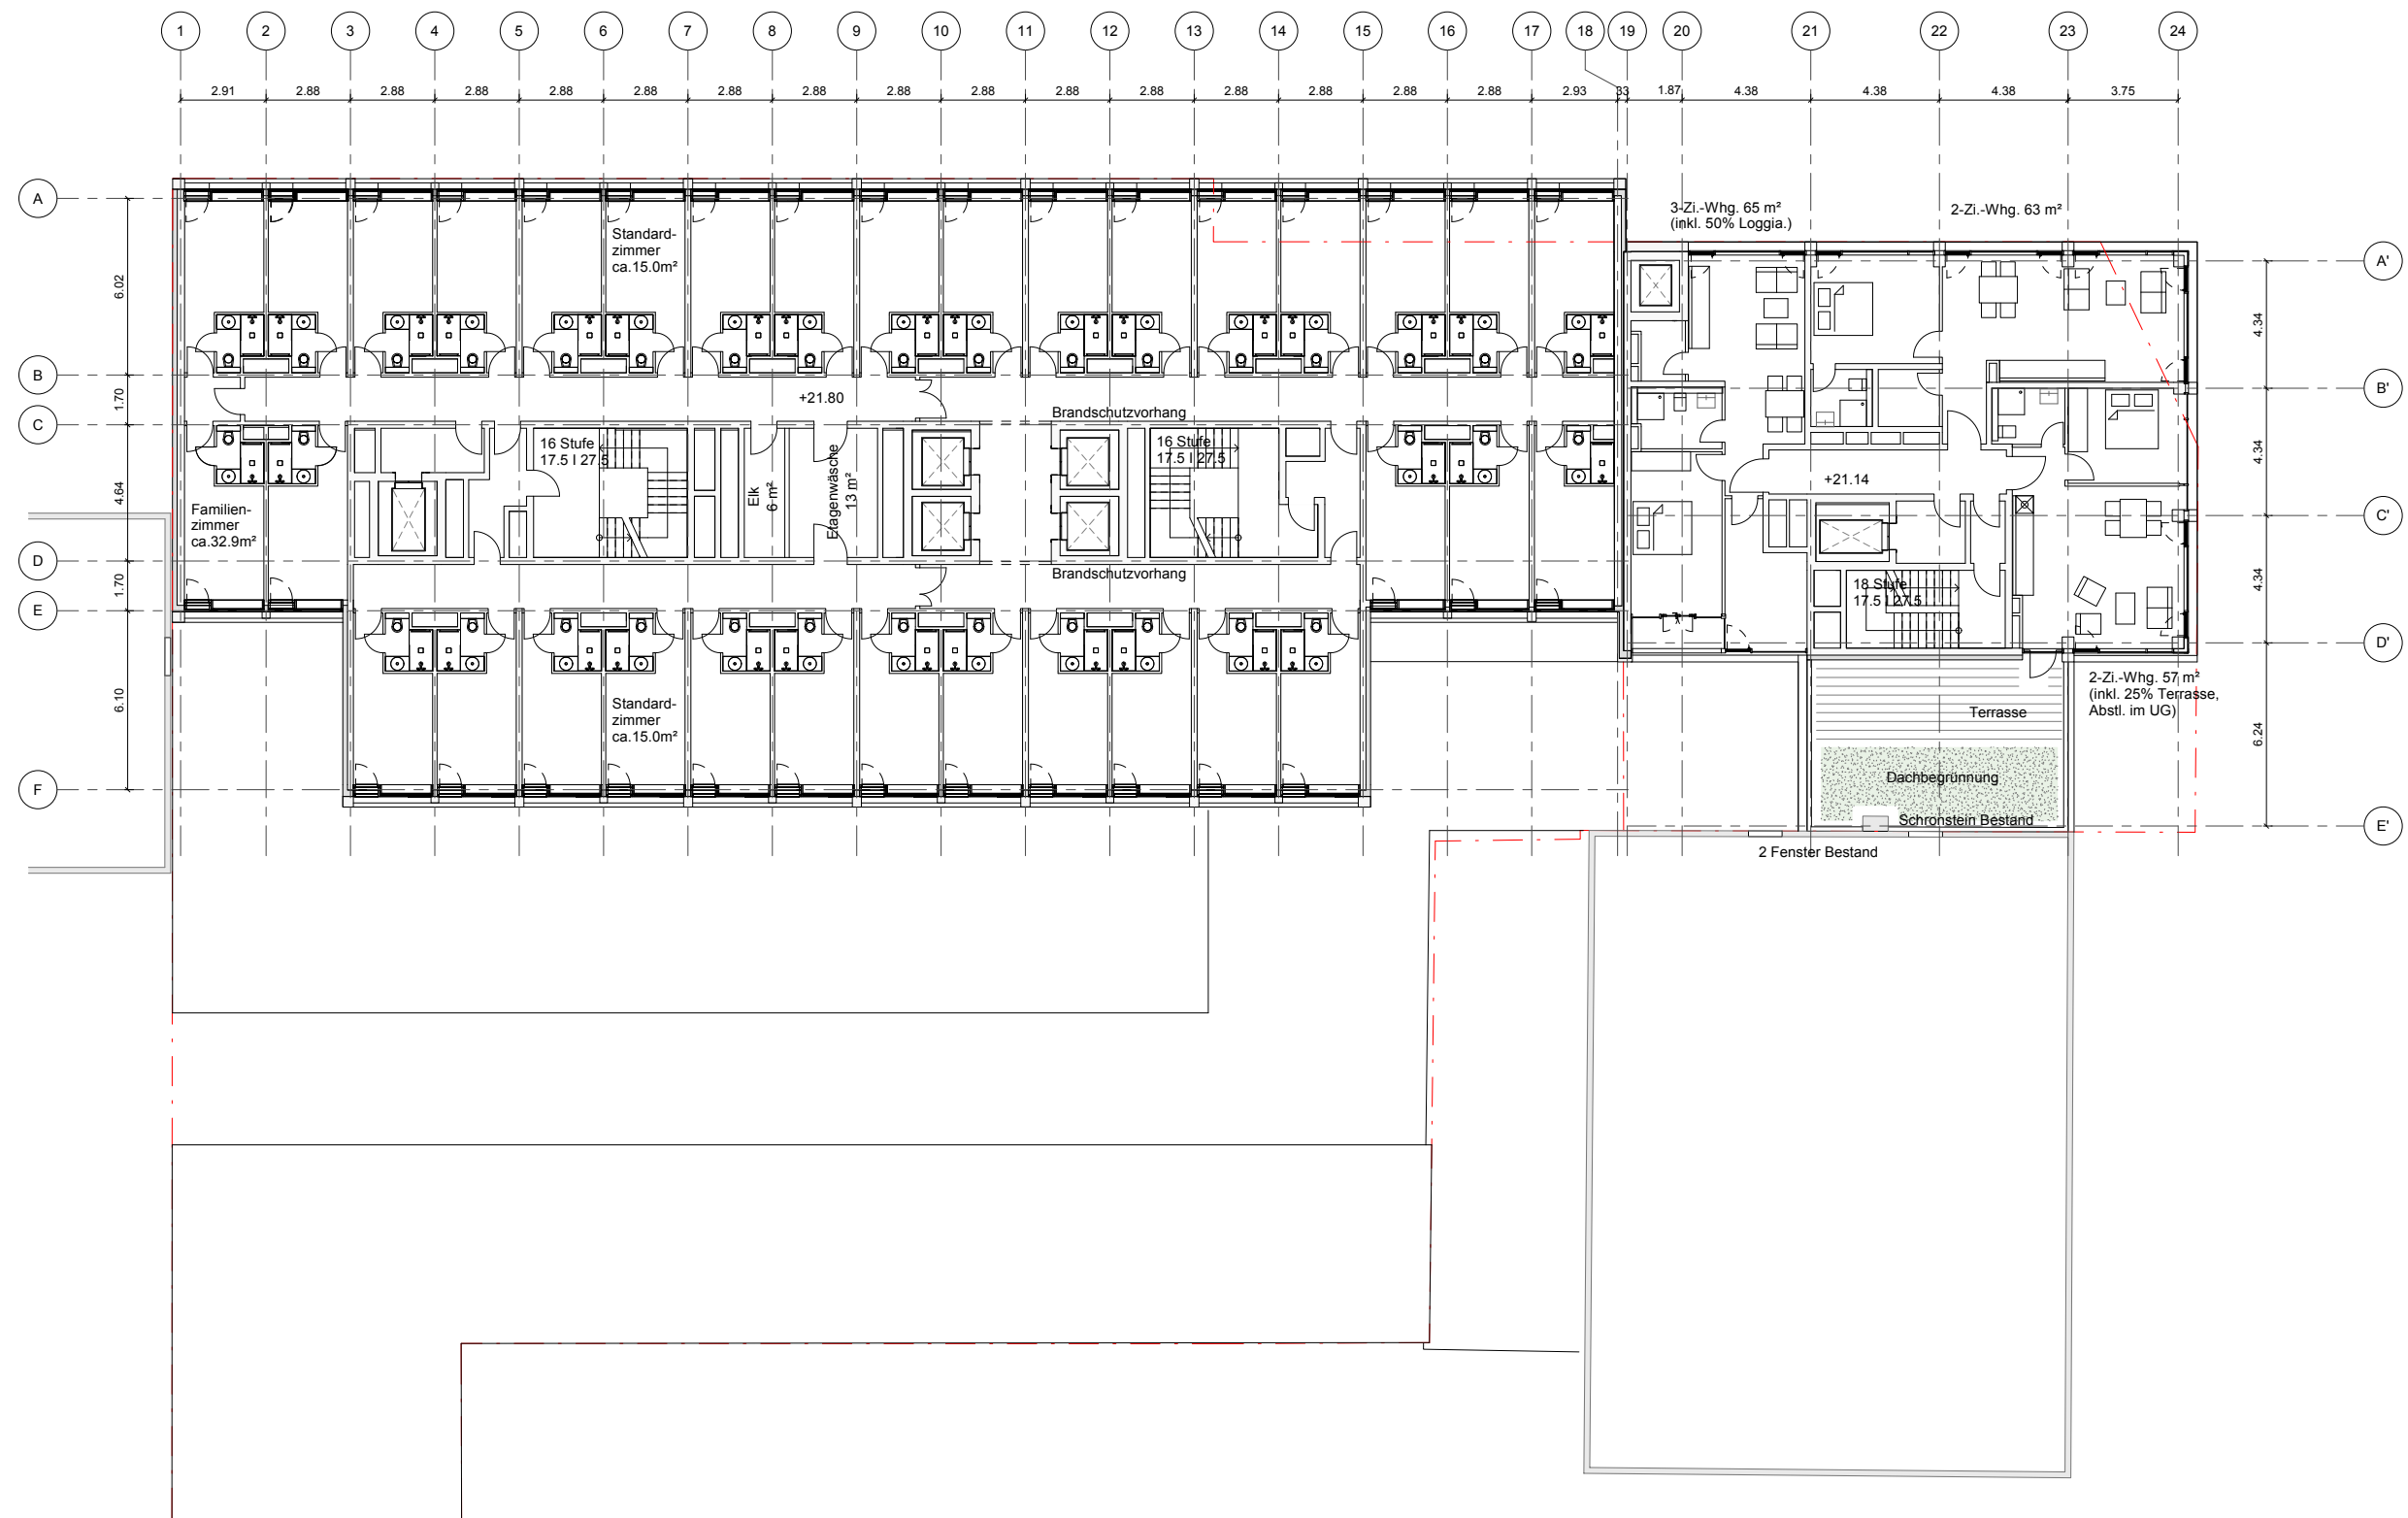 1 2 3 4 5 6 7 8 9 10 11 12 13 14 15 16 17 18 19 20 21 22 23 24
2.91 2.88 2.88 2.88 2.88 2.88 2.88 2.88 2.88 2.88 2.88 2.88 2.88 2.88 2.88 2.88 2.93 33 1.87 4.38 4.38 4.38 3.75
A
B
C
D
E
F
6.02
1.70
4.64
1.70
6.10
Standard-
zimmer
ca.15.0m²
+21.80
Brandschutzvorhang
16 Stufe
17.5 I 27.5
Elk
6 m²
Etagenwäsche
13 m²
16 Stufe
17.5 I 27.5
Familien-
zimmer
ca.32.9m²
Brandschutzvorhang
Standard-
zimmer
ca.15.0m²
3-Zi.-Whg. 65 m²
(inkl. 50% Loggia.)
2-Zi.-Whg. 63 m²
+21.14
18 Stufe
17.5 I 27.5
2-Zi.-Whg. 57 m²
(inkl. 25% Terrasse,
Abstl. im UG)
Terrasse
Dachbegrünnung
Schronstein Bestand
2 Fenster Bestand
A'
B'
C'
D'
E'
4.34
4.34
4.34
6.24